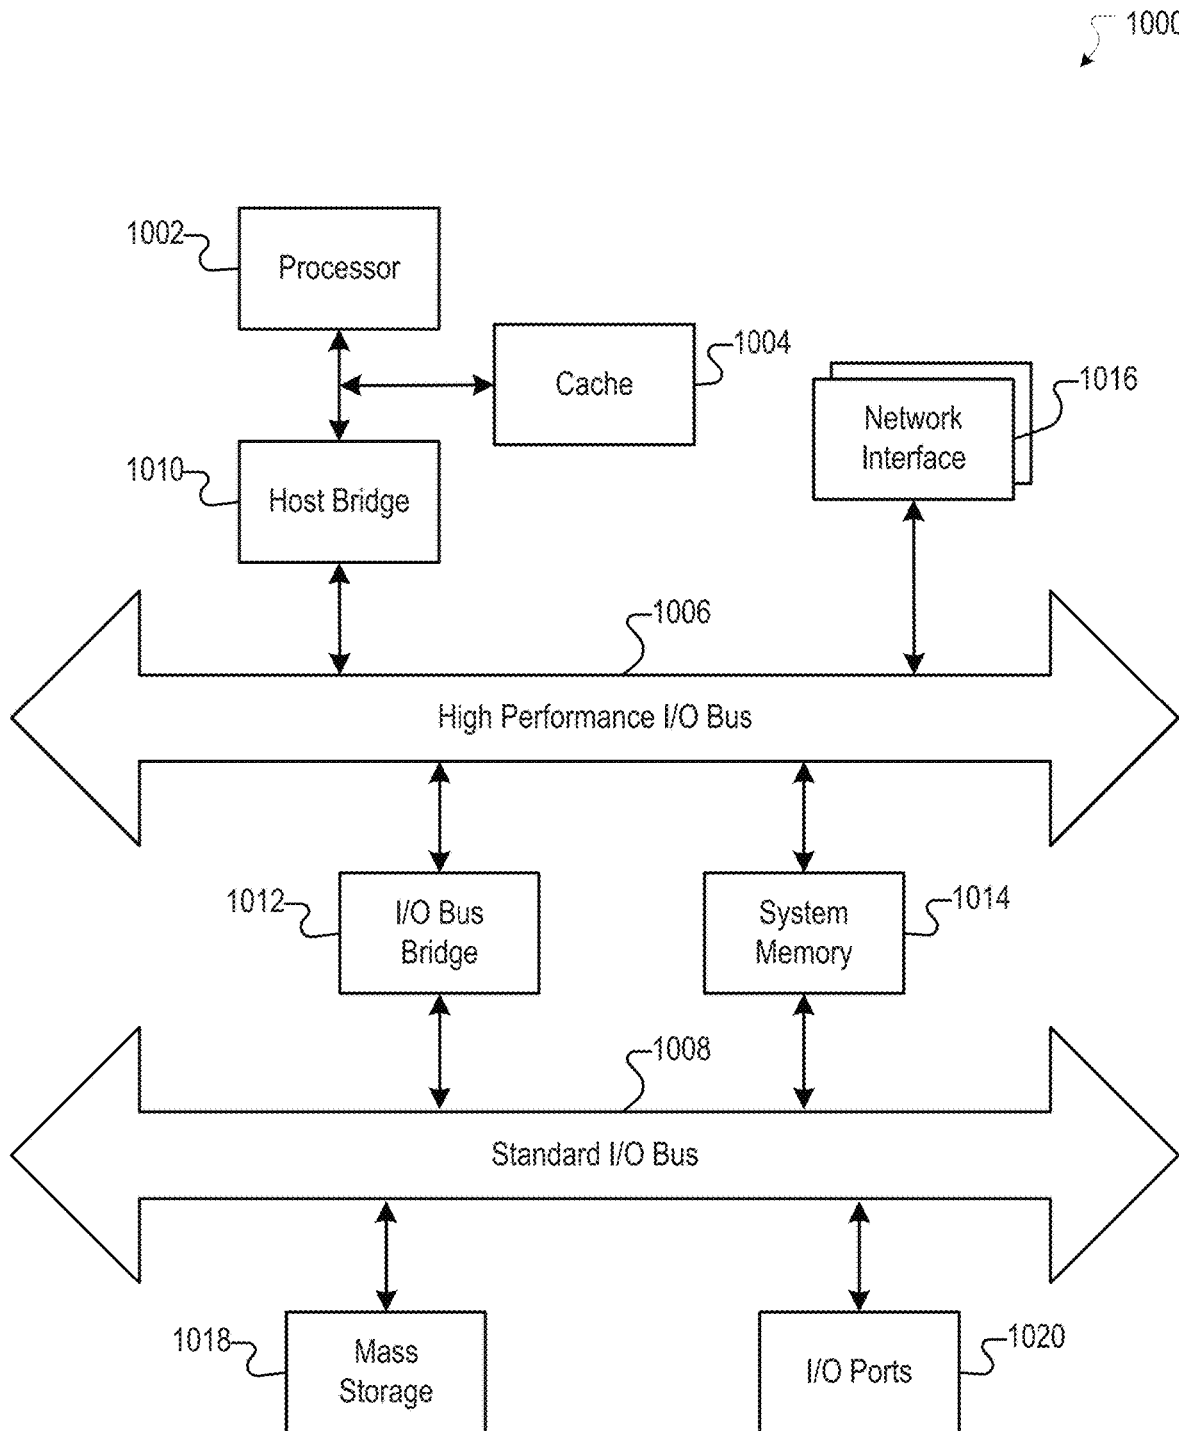 1000
1002
Processor
1004
Cache
1016
Network
Interface
1010
Host Bridge
1006
High Performance I/O Bus
1012
I/O Bus
Bridge
1014
System
Memory
1008
Standard I/O Bus
1018
Mass
Storage
1020
I/O Ports